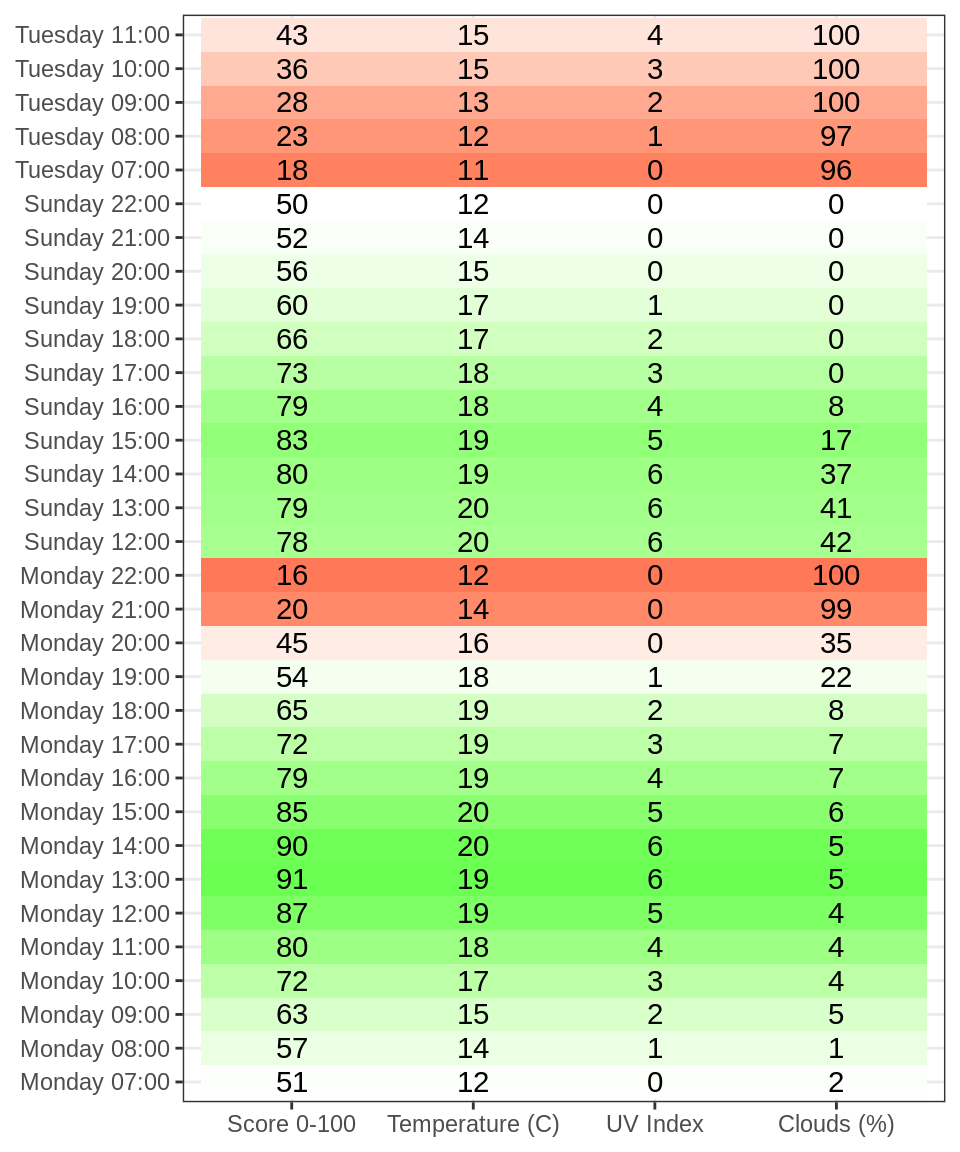 Tuesday 11:00 43 15 4 100
Tuesday 10:00 36 15 3 100
Tuesday 09:00 28 13 2 100
Tuesday 08:00 23 12 1 97
Tuesday 07:00 18 11 0 96
Sunday 22:00 50 12 0 0
Sunday 21:00 52 14 0 0
Sunday 20:00 56 15 0 0
Sunday 19:00 60 17 1 0
Sunday 18:00 66 17 2 0
Sunday 17:00 73 18 3 0
Sunday 16:00 79 18 4 8
Sunday 15:00 83 19 5 17
Sunday 14:00 80 19 6 37
Sunday 13:00 79 20 6 41
Sunday 12:00 78 20 6 42
Monday 22:00 16 12 0 100
Monday 21:00 20 14 0 99
Monday 20:00 45 16 0 35
Monday 19:00 54 18 1 22
Monday 18:00 65 19 2 8
Monday 17:00 72 19 3 7
Monday 16:00 79 19 4 7
Monday 15:00 85 20 5 6
Monday 14:00 90 20 6 5
Monday 13:00 91 19 6 5
Monday 12:00 87 19 5 4
Monday 11:00 80 18 4 4
Monday 10:00 72 17 3 4
Monday 09:00 63 15 2 5
Monday 08:00 57 14 1 1
Monday 07:00 51 12 0 2
Score 0-100 Temperature (C) UV Index Clouds (%)